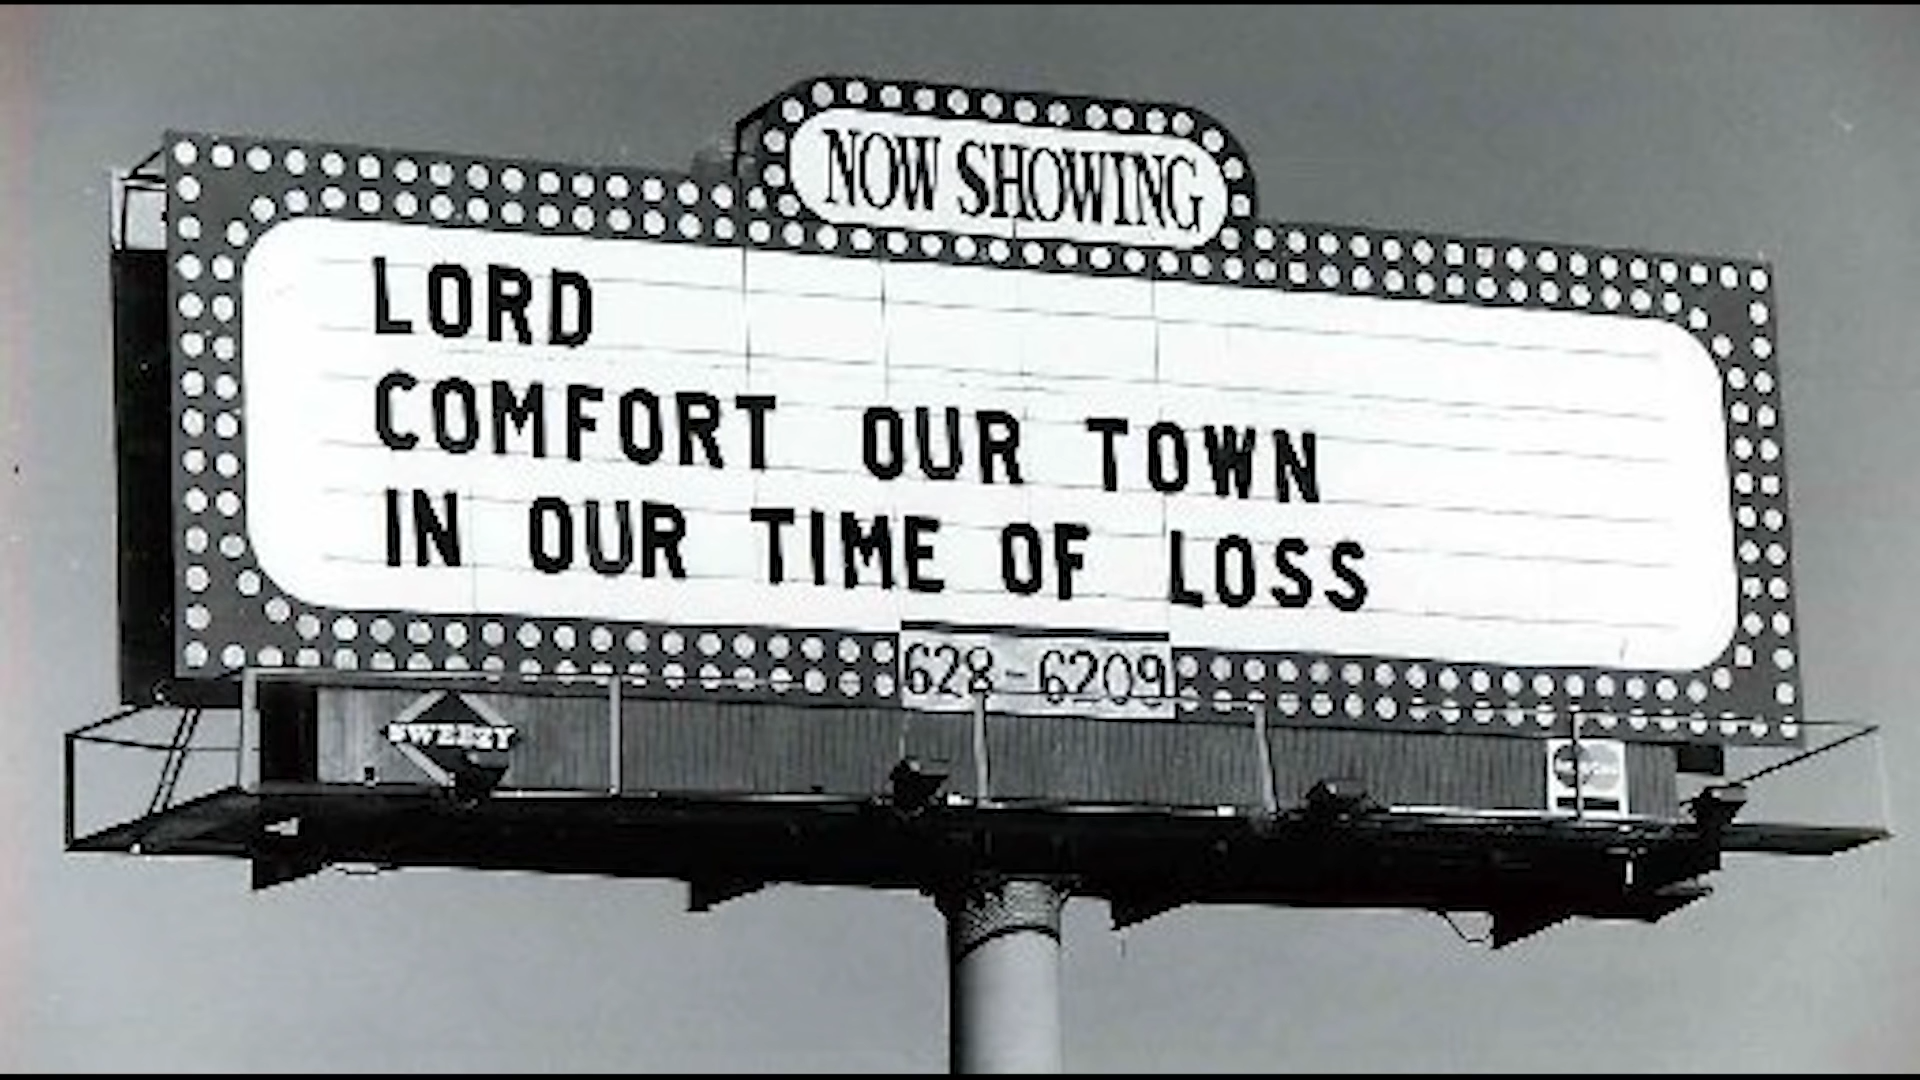 NOW SHOWING
LORD
COMFORT OUR TOWN
IN OUR TIME OF LOSS
628-6209
SWEEZY